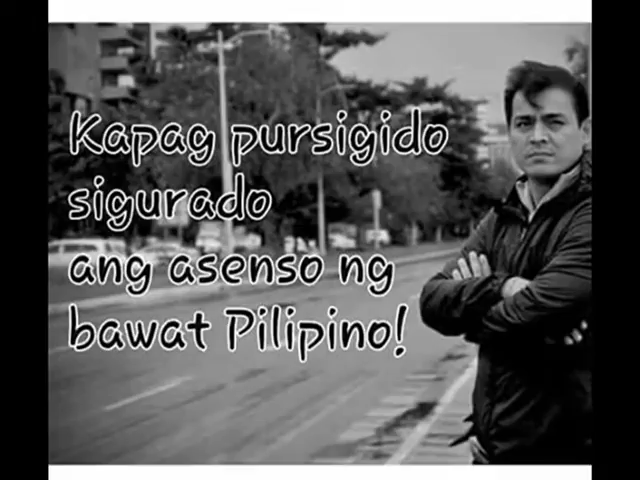 Kapag pursigido
sigurado
ang asenso ng
bawat Pilipino!